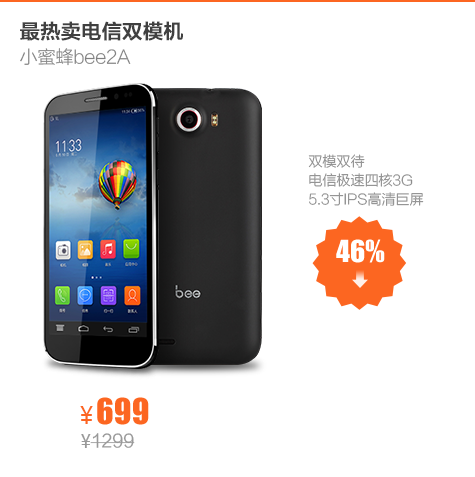 最热卖电信双模机
小蜜蜂bee2A
11:33
双模双待
电信极速四核3G
5.3寸IPS高清巨屏
46%
bee
¥699
¥1299